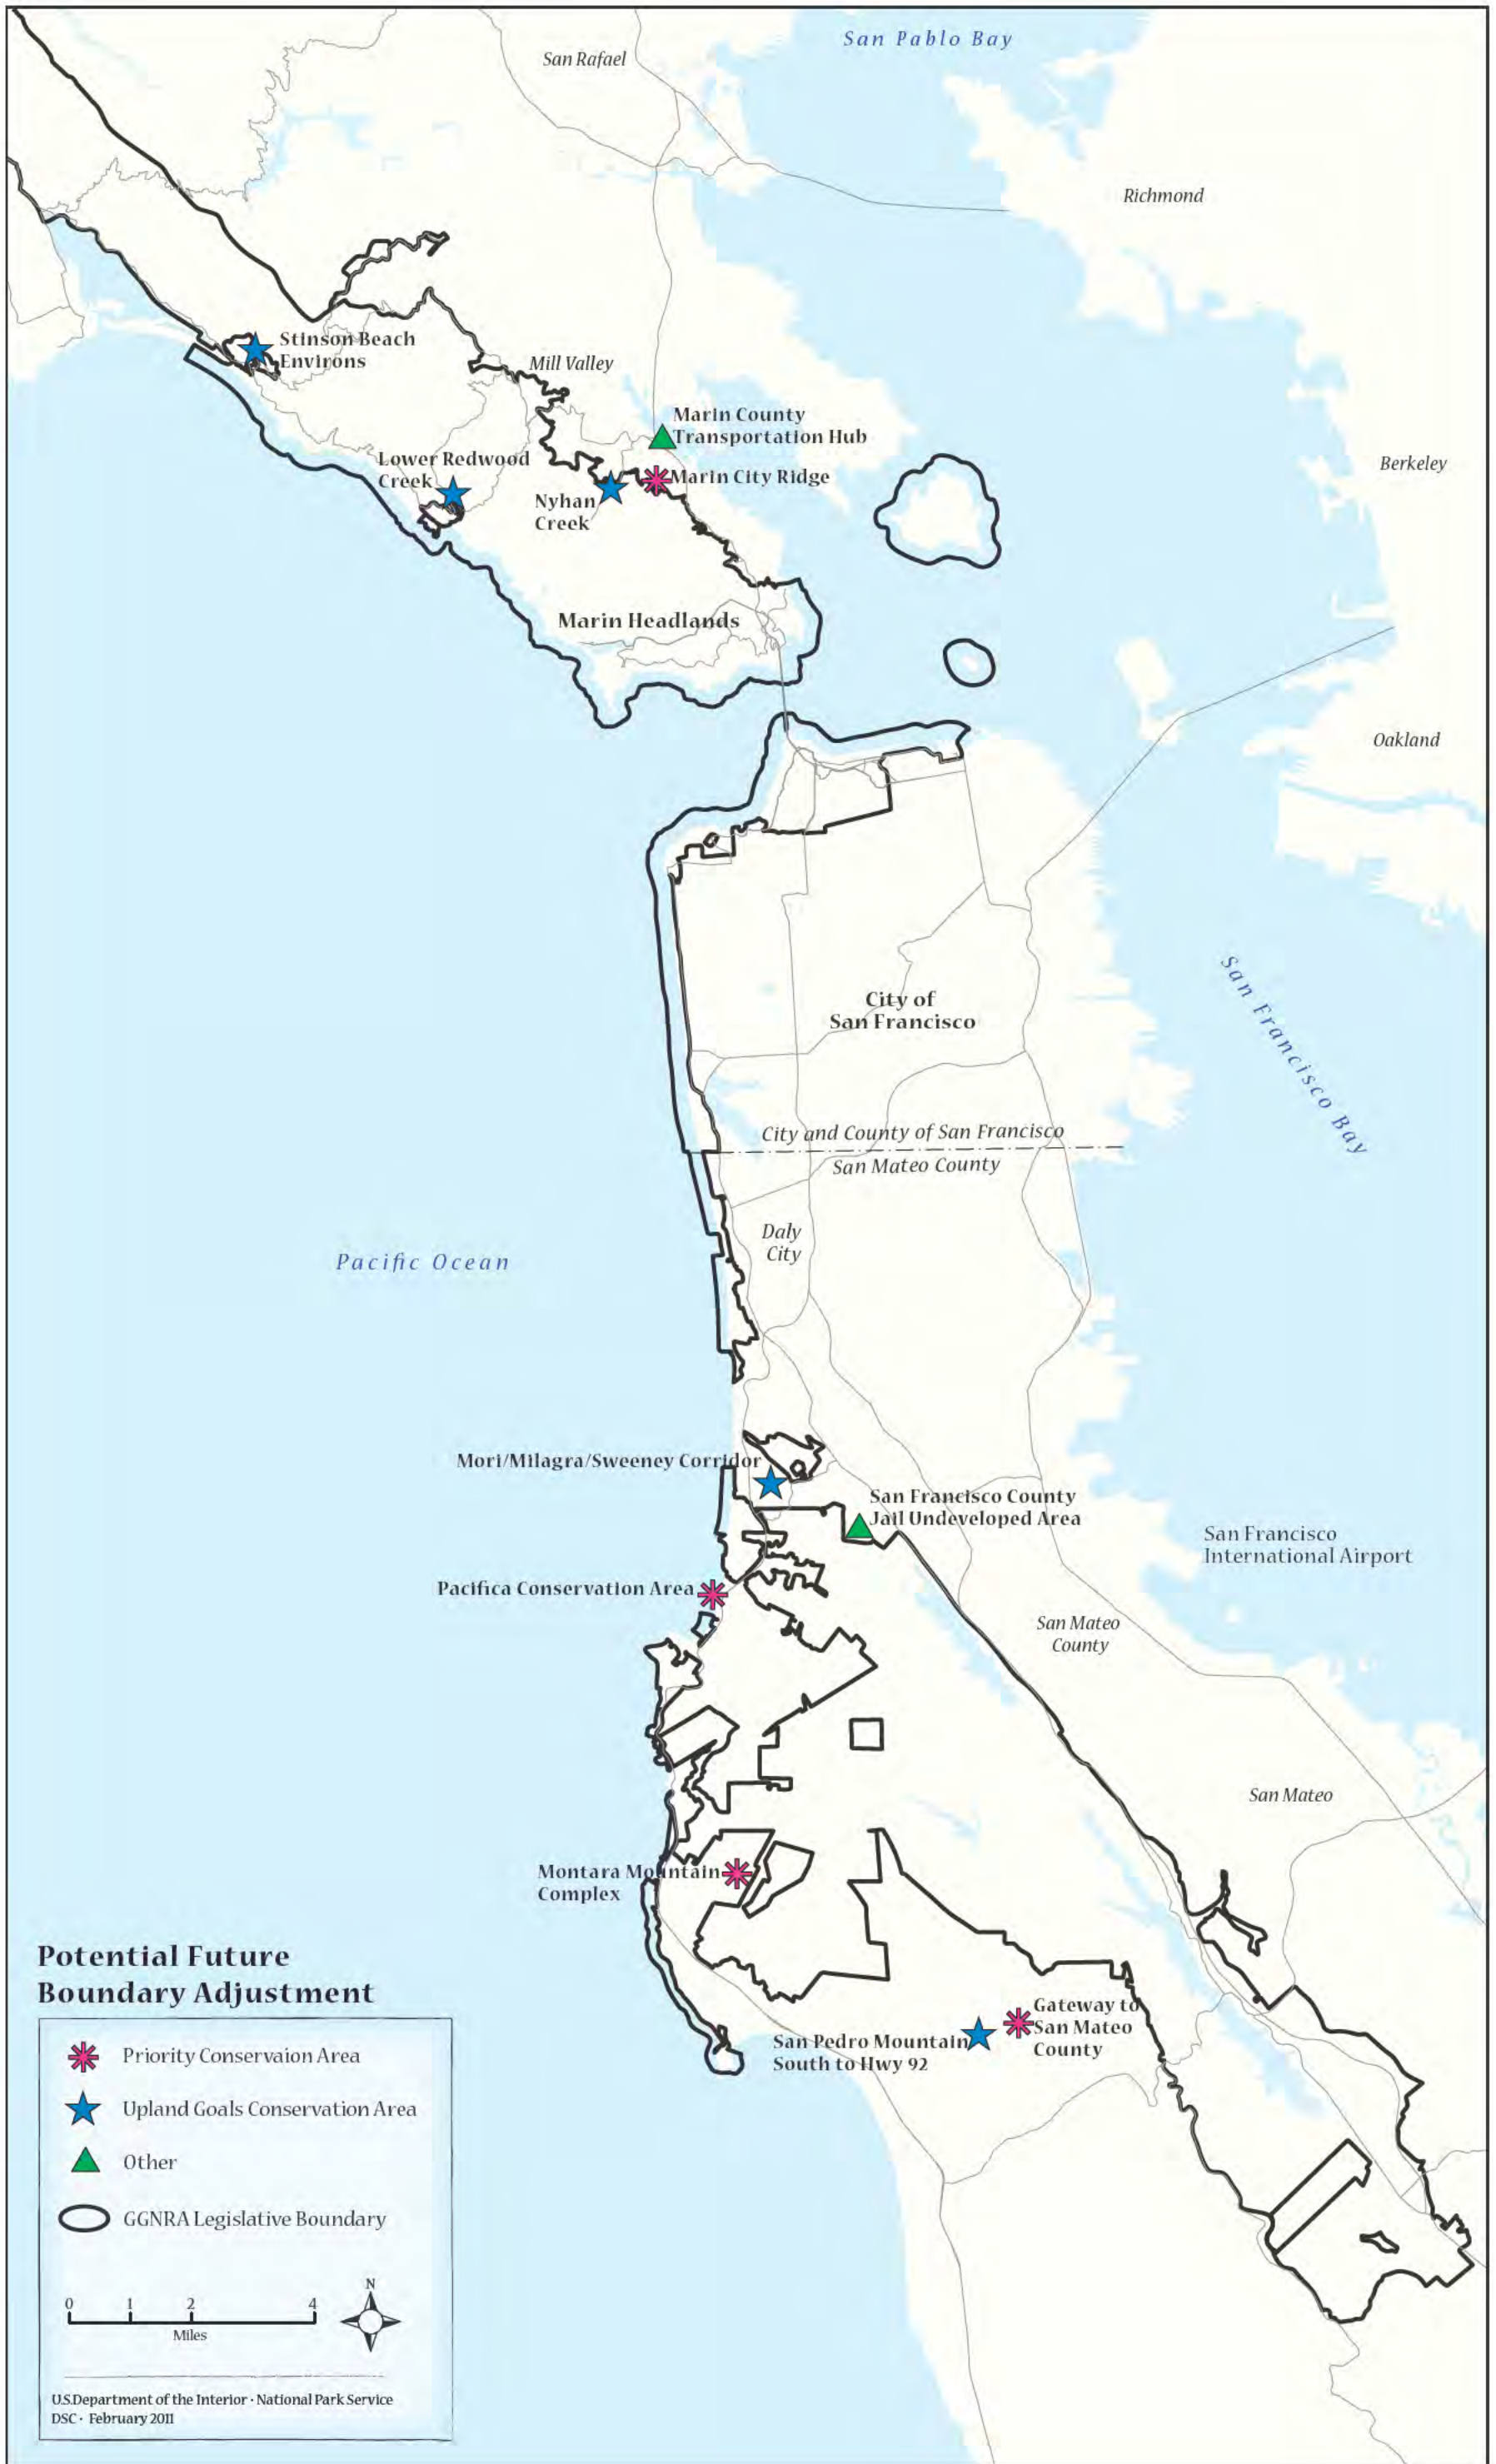 San Pablo Bay
San Rafael
Richmond
Stinson Beach
Environs
Mill Valley
Marin County
Transportation Hub
Lower Redwood
Creek
Marin City Ridge
Berkeley
Nyhan
Creek
Marin Headlands
Oakland
City of
San Francisco
San Francisco Bay
City and County of San Francisco
San Mateo County
Daly
City
Pacific Ocean
Mori/Milagra/Sweeney Corridor
San Francisco County
Jail Undeveloped Area
San Francisco
International Airport
Pacifica Conservation Area
San Mateo
County
San Mateo
Montara Mountain
Complex
Gateway to
San Mateo
County
San Pedro Mountain
South to Hwy 92
Potential Future
Boundary Adjustment
Priority Conservaion Area
Upland Goals Conservation Area
Other
GGNRA Legislative Boundary
N
0 1 2 4
Miles
U.S.Department of the Interior · National Park Service
DSC · February 2011